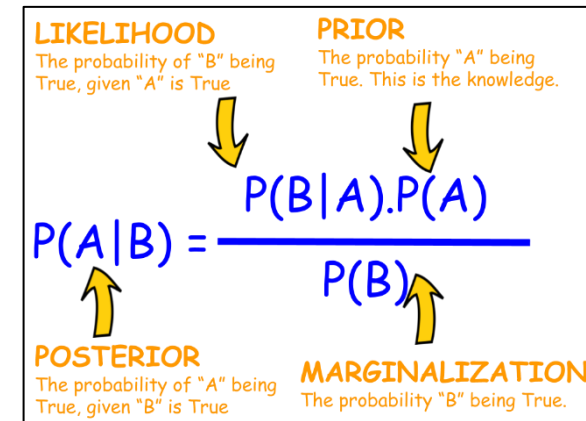 LIKELIHOOD
The probability of “B” being
True, given “A” is True
PRIOR
The probability “A” being
True. This is the knowledge.
P(A|B) =
P(B|A).P(A)
P(B)
POSTERIOR
The probability of “A” being
True, given “B” is True
MARGINALIZATION
The probability “B” being True.